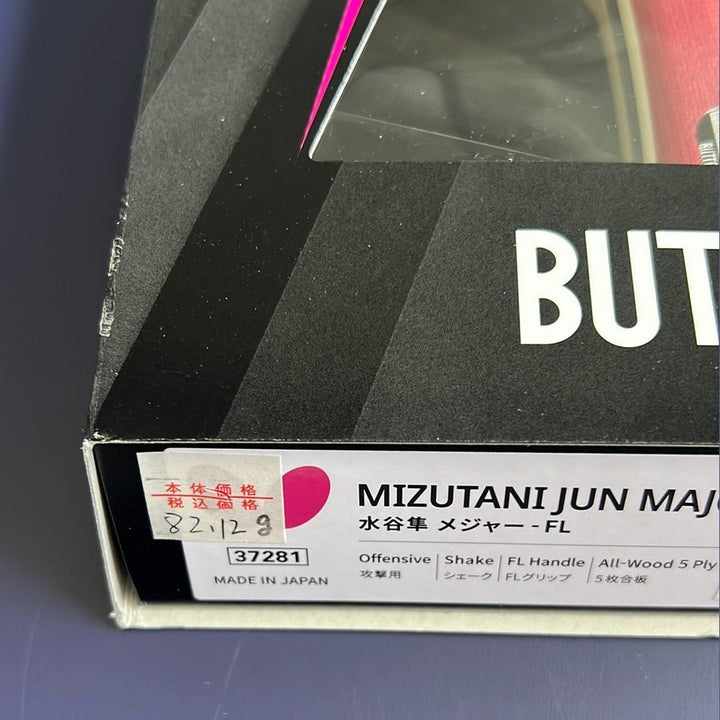 BUT
本体価格
税込価格
82.12g
MIZUTANI JUN MAJ
水谷隼 メジャー - FL
37281
MADE IN JAPAN
Offensive Shake FL Handle All-Wood 5 Ply
攻撃用 シェーク FLグリップ 5枚合板